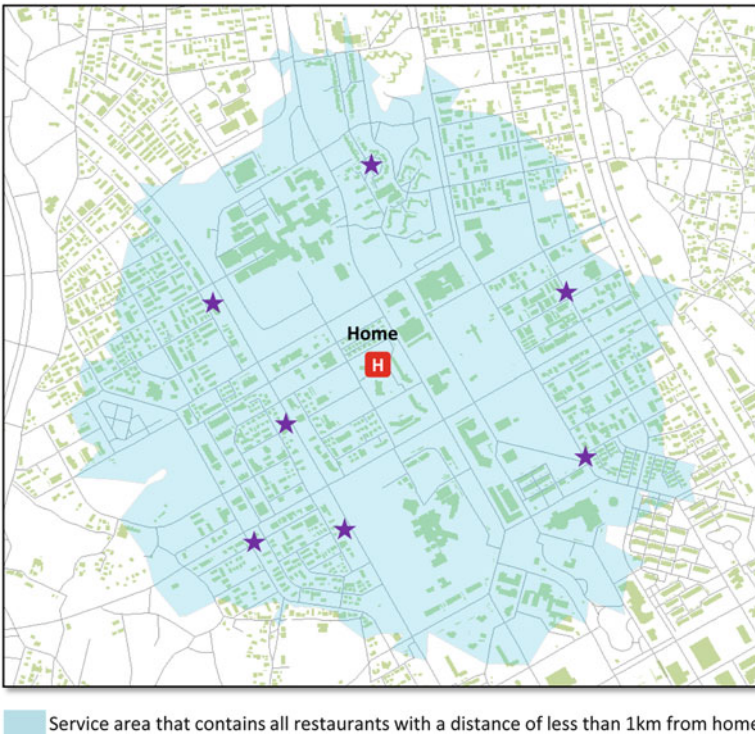 Home
H
Service area that contains all restaurants with a distance of less than 1km from home